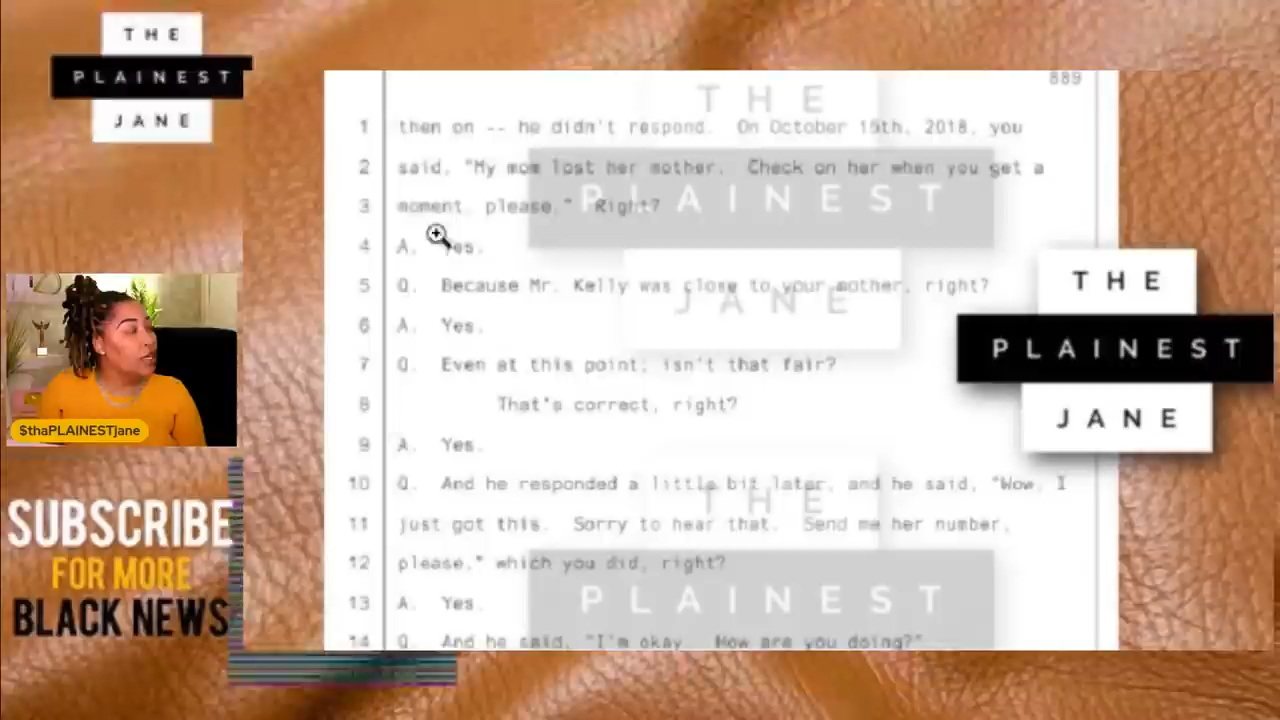 THE
PLAINEST
JANE
889
1 then on -- he didn't respond. On October 15th, 2018, you
2 said, "My mom lost her mother. Check on her when you get a
3 moment, please." Right?
4 A. Yes.
5 Q. Because Mr. Kelly was close to your mother, right?
6 A. Yes.
7 Q. Even at this point; isn't that fair?
8 That's correct, right?
9 A. Yes.
10 Q. And he responded a little bit later, and he said, "Wow, I
11 just got this. Sorry to hear that. Send me her number,
12 please," which you did, right?
13 A. Yes.
14 Q. And he said, "I'm okay. How are you doing?"
THE
PLAINEST
JANE
THE
PLAINEST
THE
PLAINEST
JANE
$thaPLAINESTjane
SUBSCRIBE
FOR MORE
BLACK NEWS